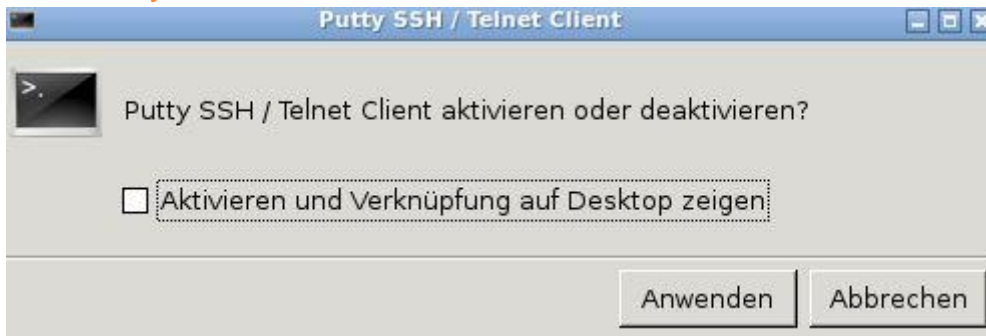 Putty SSH / Telnet Client
>.
Putty SSH / Telnet Client aktivieren oder deaktivieren?
Aktivieren und Verknüpfung auf Desktop zeigen
Anwenden Abbrechen